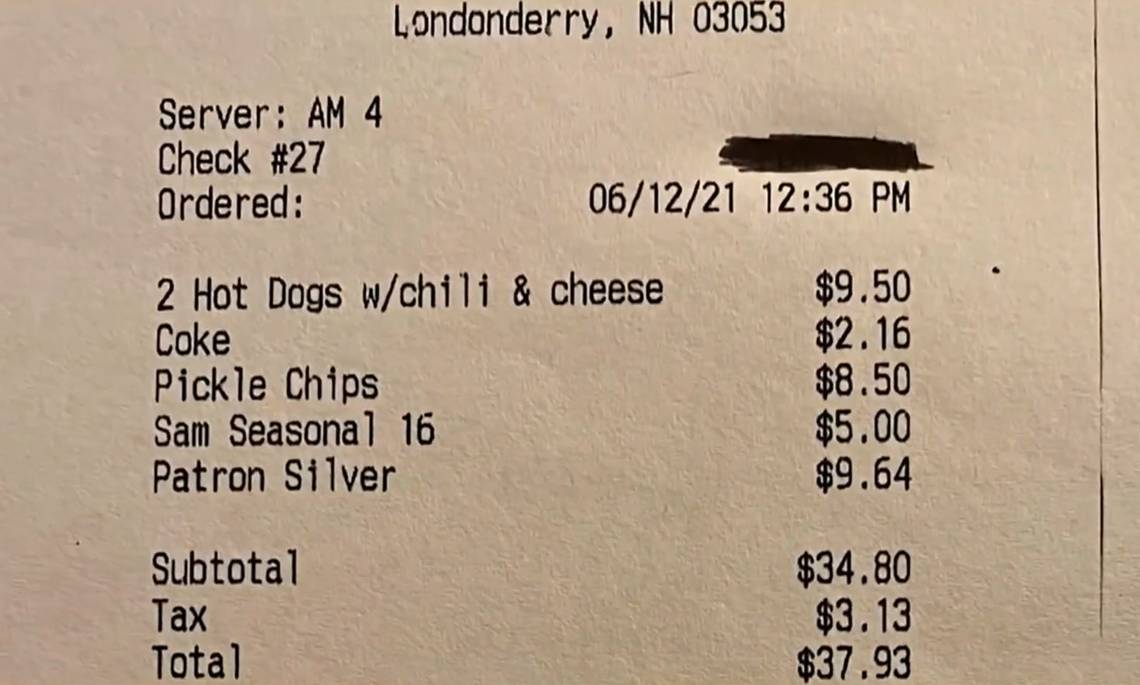 Londonderry, NH 03053
Server: AM 4
Check #27
Ordered: 06/12/21 12:36 PM
2 Hot Dogs w/chili & cheese $9.50
Coke $2.16
Pickle Chips $8.50
Sam Seasonal 16 $5.00
Patron Silver $9.64
Subtotal $34.80
Tax $3.13
Total $37.93